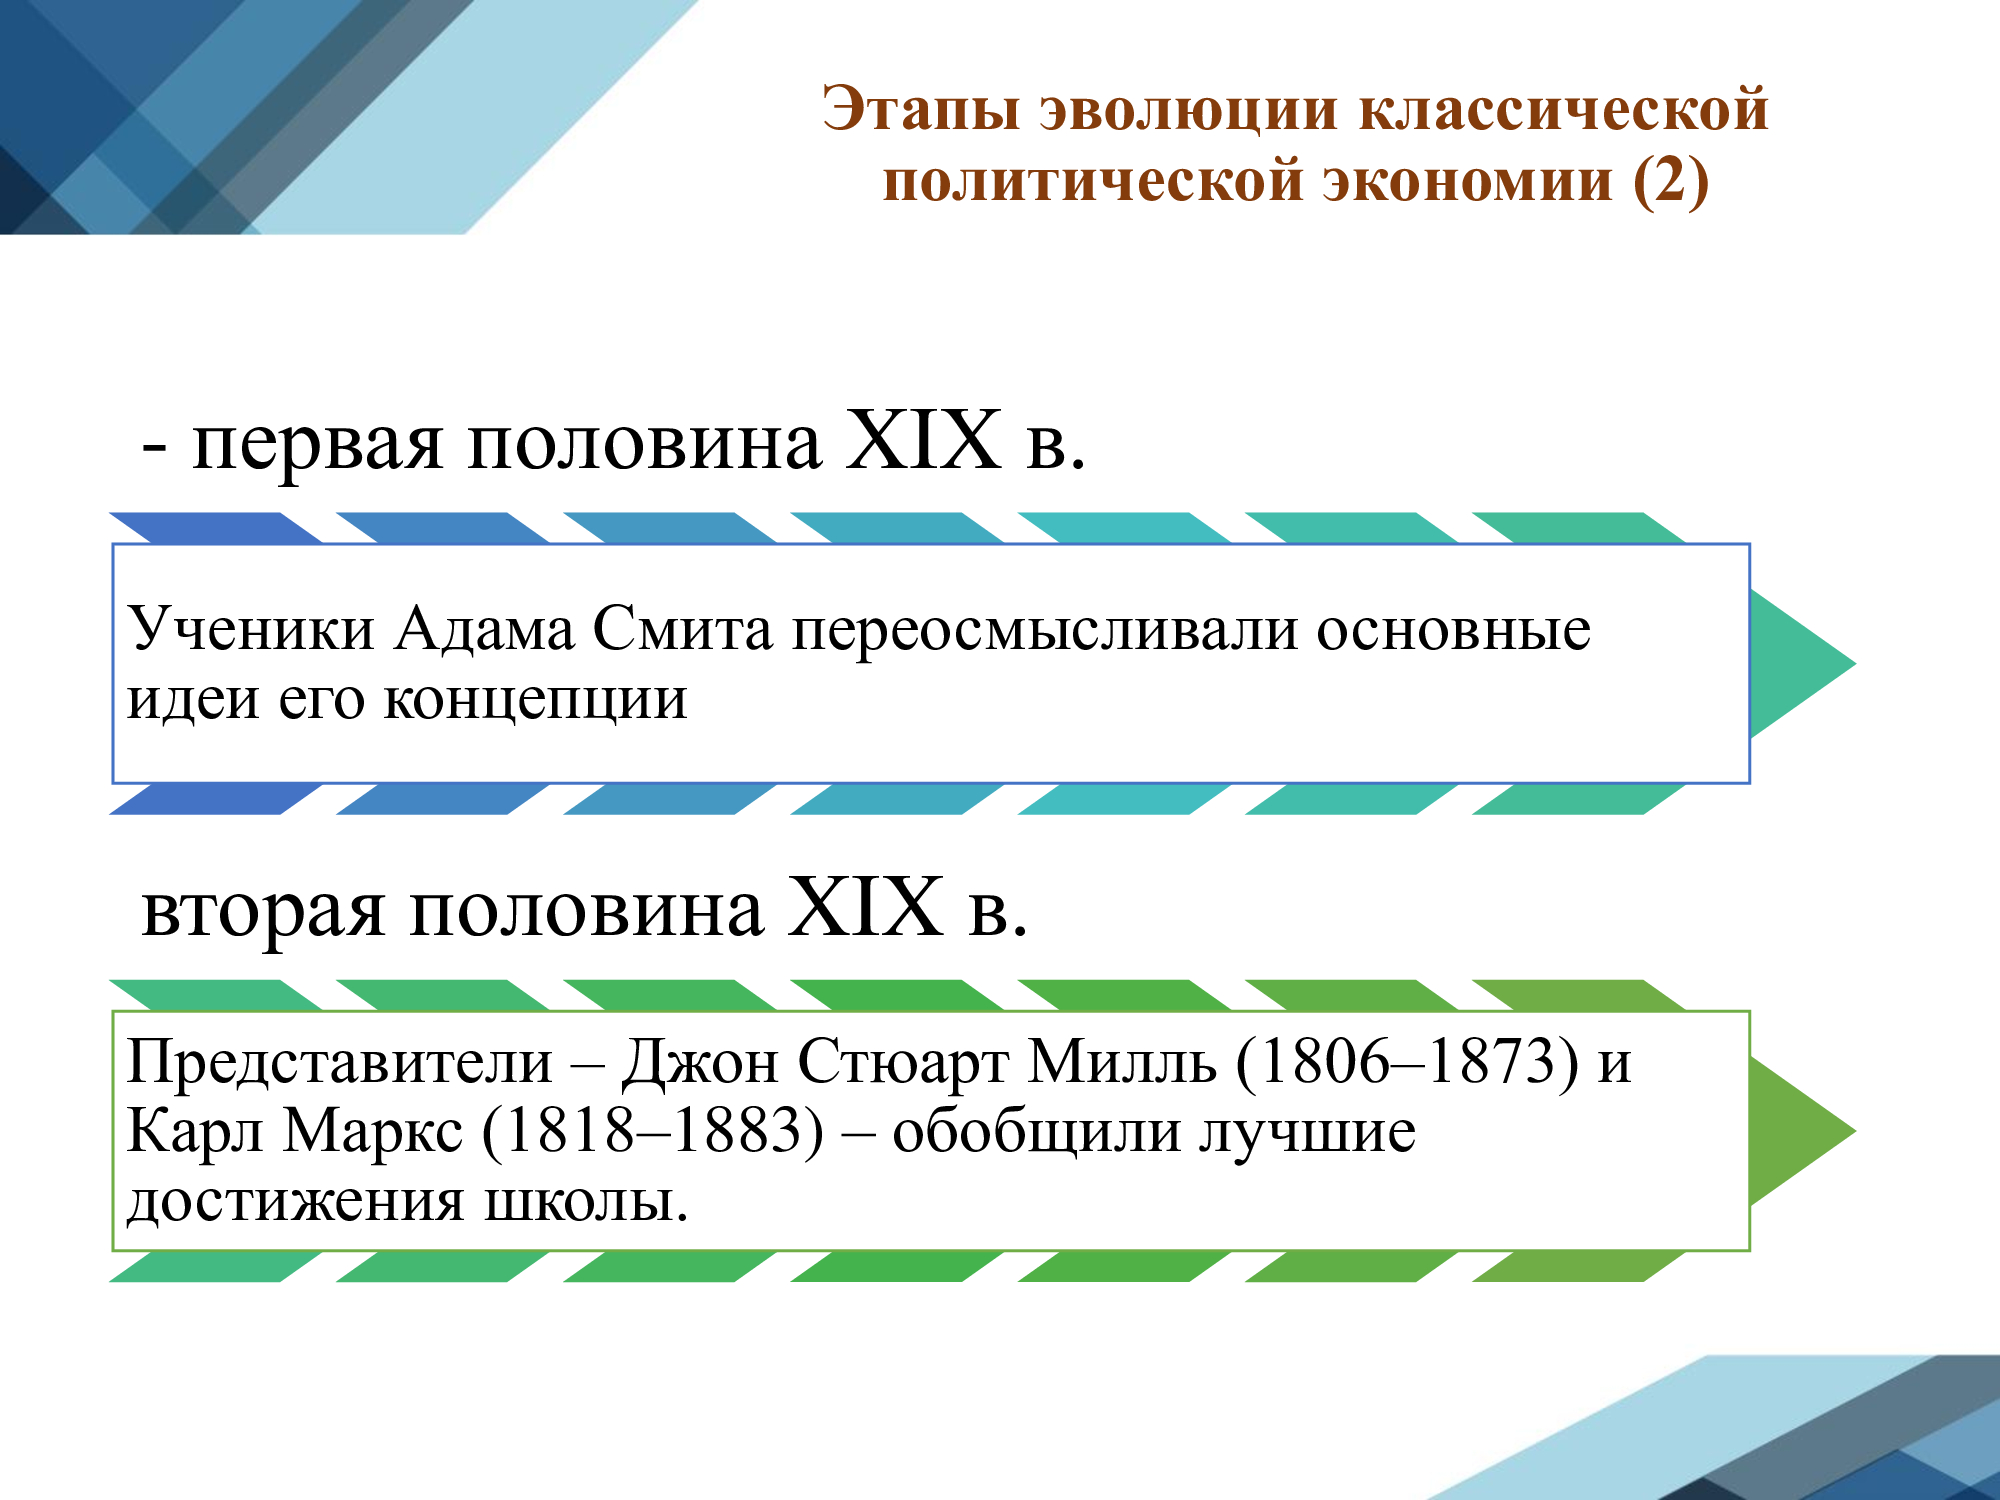 Этапы эволюции классической
политической экономии (2)
- первая половина XIX в.
Ученики Адама Смита переосмысливали основные
идеи его концепции
вторая половина XIX в.
Представители – Джон Стюарт Милль (1806–1873) и
Карл Маркс (1818–1883) – обобщили лучшие
достижения школы.